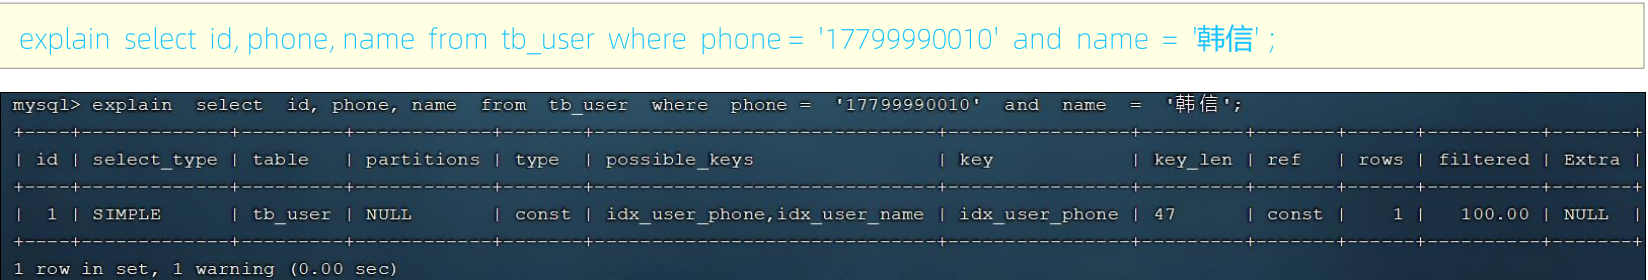 explain select id, phone, name from tb_user where phone = '17799990010' and name = '韩信' ;
mysql> explain  select  id, phone, name  from  tb_user  where  phone =  '17799990010'  and  name  =  '韩信';
+----+-------------+---------+------------+-------+-------------------------------+----------------+---------+-------+------+----------+-------+
| id | select_type | table   | partitions | type  | possible_keys                 | key            | key_len | ref   | rows | filtered | Extra |
+----+-------------+---------+------------+-------+-------------------------------+----------------+---------+-------+------+----------+-------+
|  1 | SIMPLE      | tb_user | NULL       | const | idx_user_phone,idx_user_name | idx_user_phone | 47      | const |    1 |   100.00 | NULL  |
+----+-------------+---------+------------+-------+-------------------------------+----------------+---------+-------+------+----------+-------+
1 row in set, 1 warning (0.00 sec)